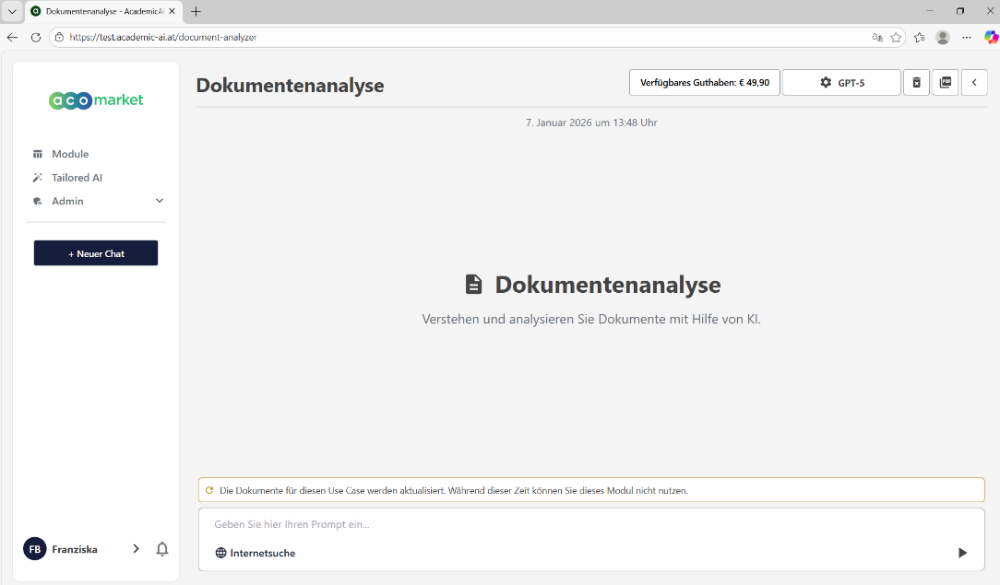 Dokumentenanalyse - AcademicAI
https://test.academic-ai.at/document-analyzer
aco market
Module
Tailored AI
Admin
+ Neuer Chat
FB Franziska
Dokumentenanalyse
Verfügbares Guthaben: € 49,90
GPT-5
PDF
7. Januar 2026 um 13:48 Uhr
Dokumentenanalyse
Verstehen und analysieren Sie Dokumente mit Hilfe von KI.
Die Dokumente für diesen Use Case werden aktualisiert. Während dieser Zeit können Sie dieses Modul nicht nutzen.
Geben Sie hier Ihren Prompt ein...
Internetsuche